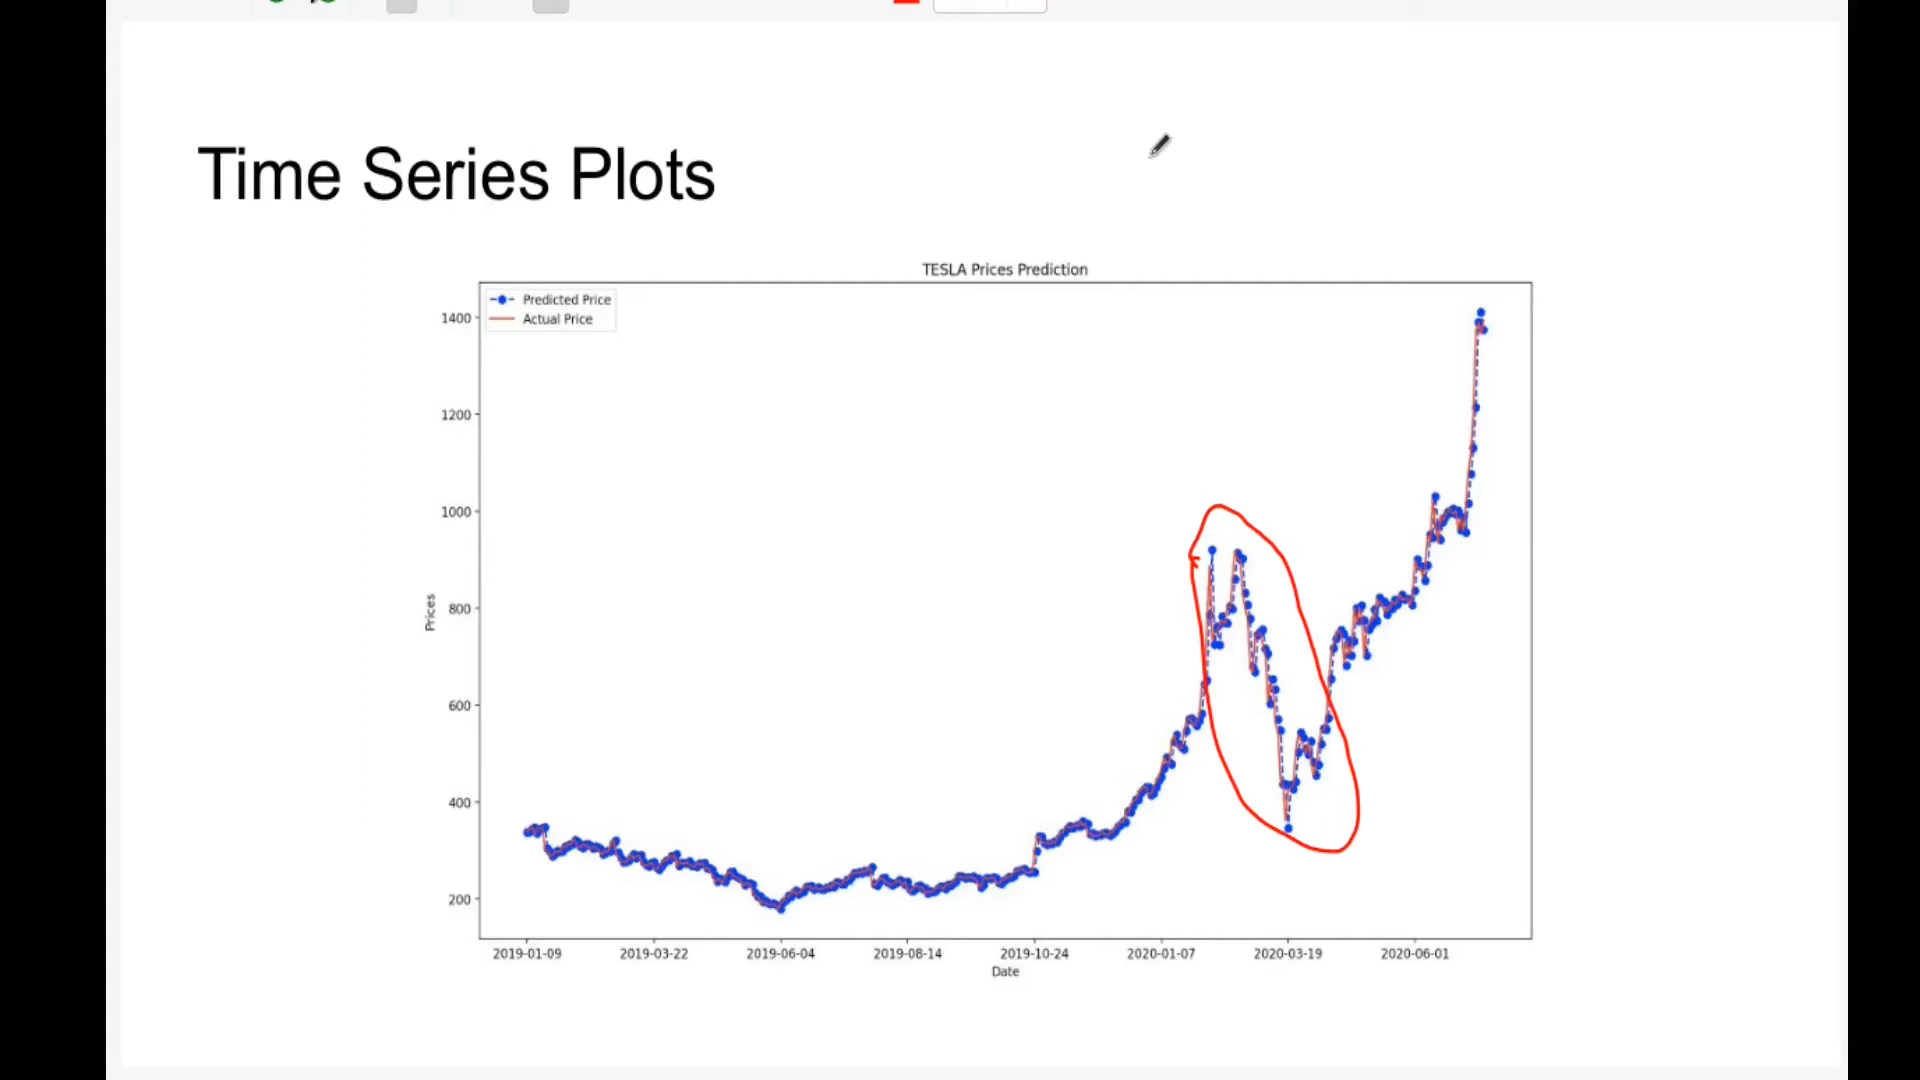 Time Series Plots
TESLA Prices Prediction
Predicted Price
Actual Price
1400
1200
1000
800
600
400
200
Prices
2019-01-09 2019-03-22 2019-06-04 2019-08-14 2019-10-24 2020-01-07 2020-03-19 2020-06-01
Date